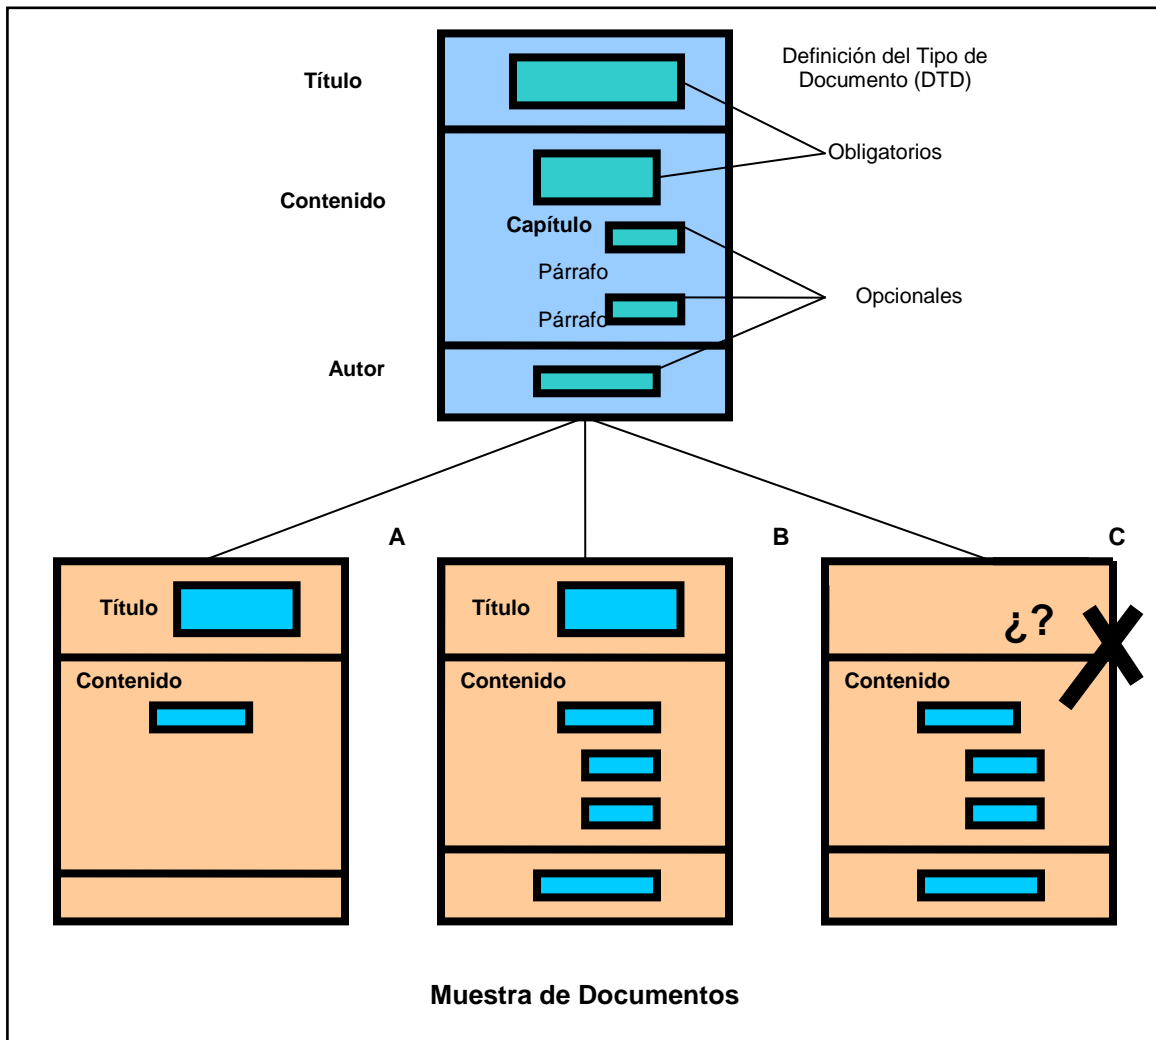 Definición del Tipo de
Documento (DTD)
Título
Obligatorios
Contenido
Capítulo
Párrafo
Opcionales
Párrafo
Autor
A
B
C
Título
Título
¿?
Contenido
Contenido
Contenido
Muestra de Documentos